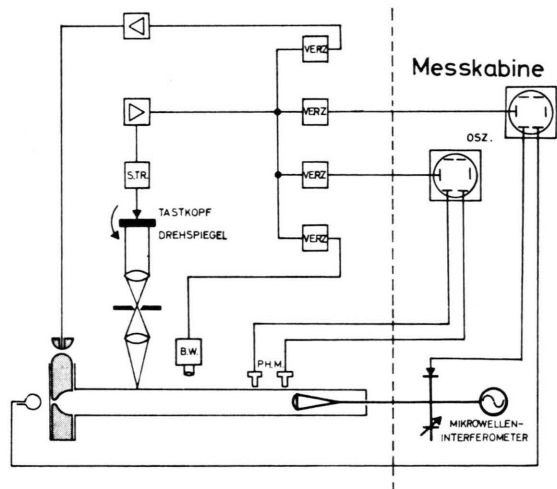 VERZ
Messkabine
VERZ
OSZ.
VERZ
S.TR.
TASTKOPF
DREHSPIEGEL
VERZ
B.W.
PH.M.
MIKROWELLEN-
INTERFEROMETER